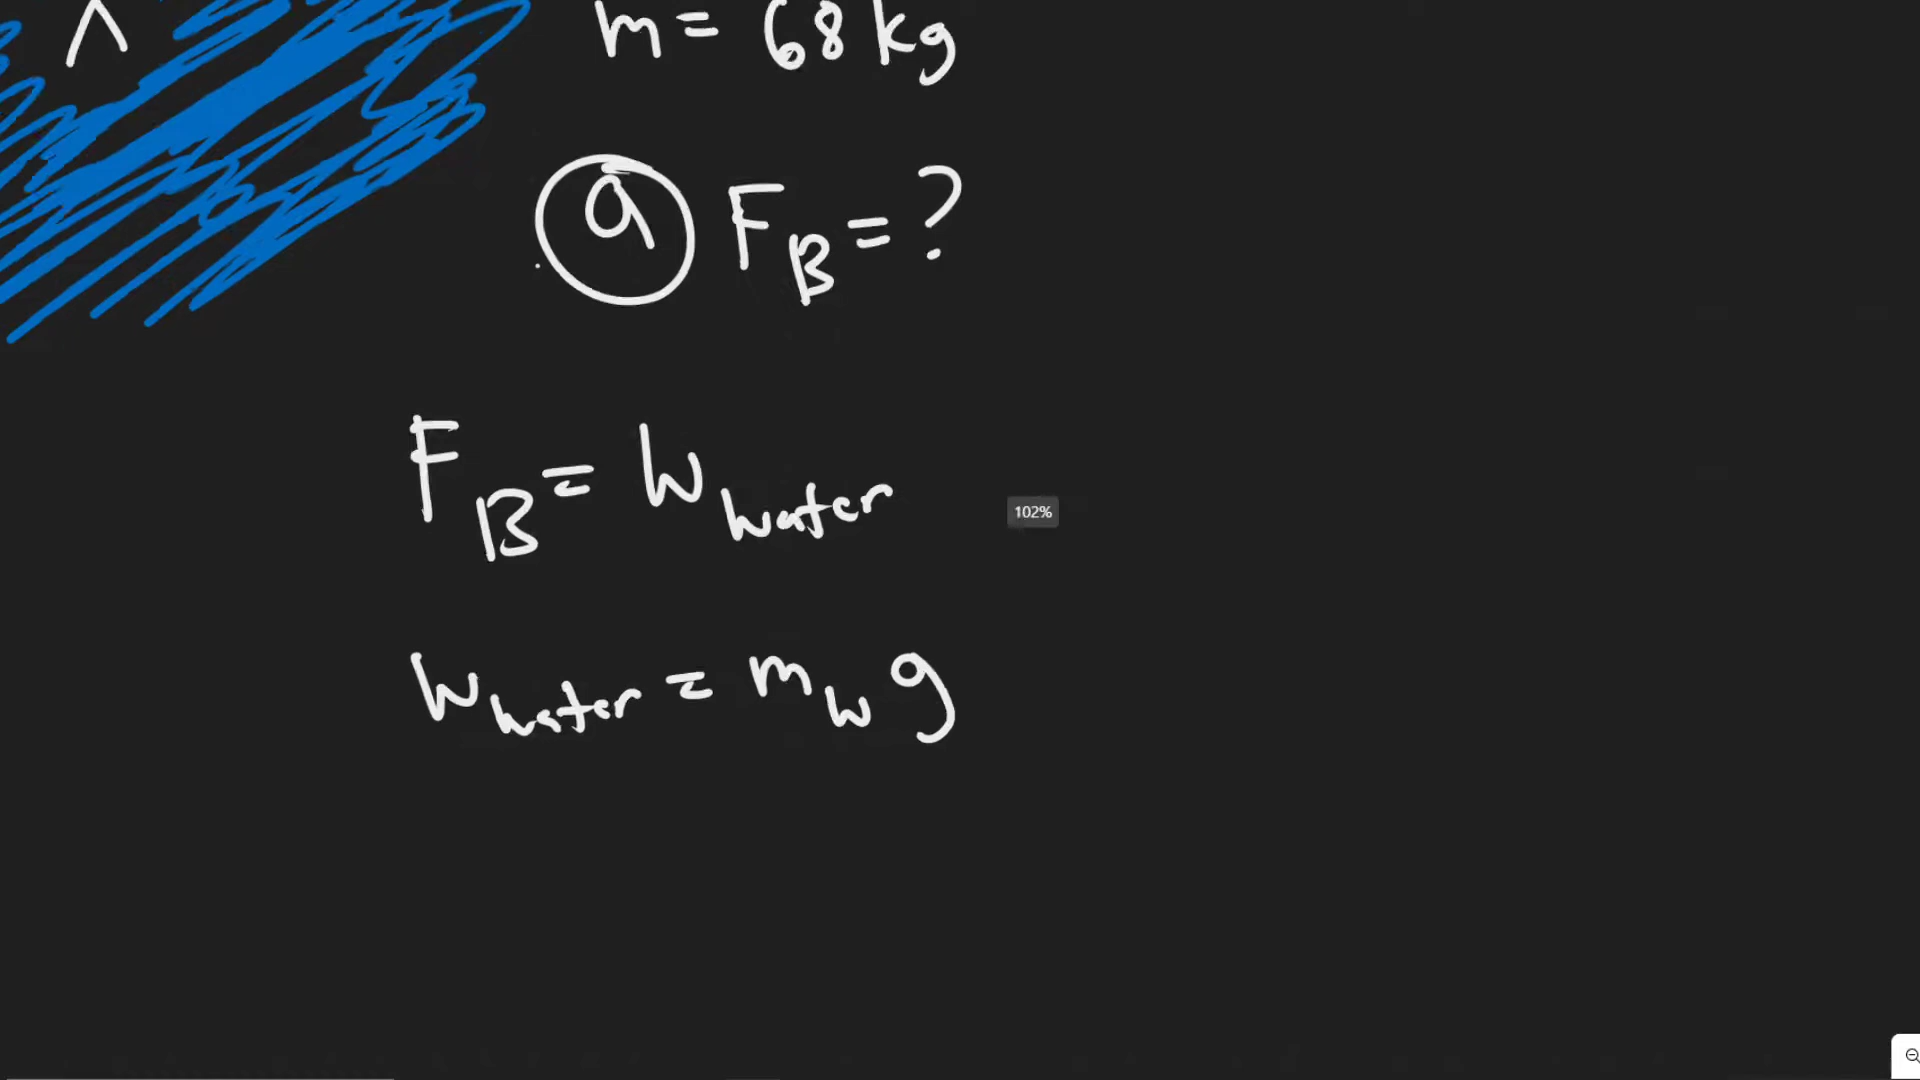 m = 68 kg
a F_B = ?
F_B = W_water
102%
W_water = m_w g